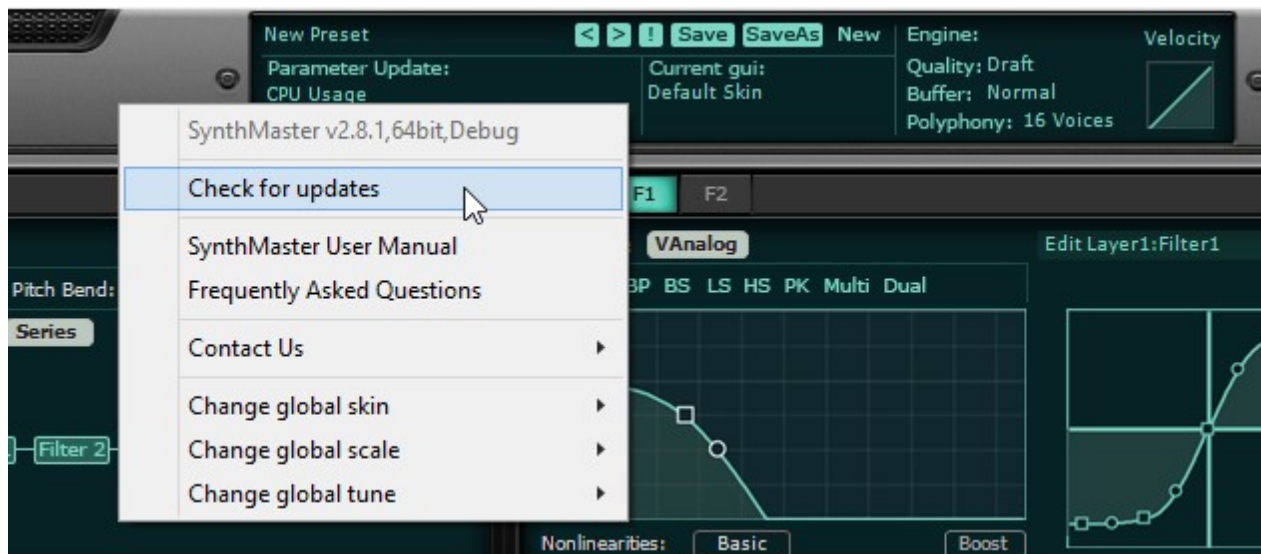 New Preset < > ! Save SaveAs New
Engine: Velocity
Parameter Update: Current gui: Quality: Draft
CPU Usage Default Skin Buffer: Normal
Polyphony: 16 Voices
SynthMaster v2.8.1,64bit,Debug
Check for updates
F1 F2
SynthMaster User Manual
VAnalog
Edit Layer1:Filter1
Pitch Bend:
Frequently Asked Questions
BP BS LS HS PK Multi Dual
Series
Contact Us
Change global skin
Filter 2
Change global scale
Change global tune
Nonlinearities: Basic Boost